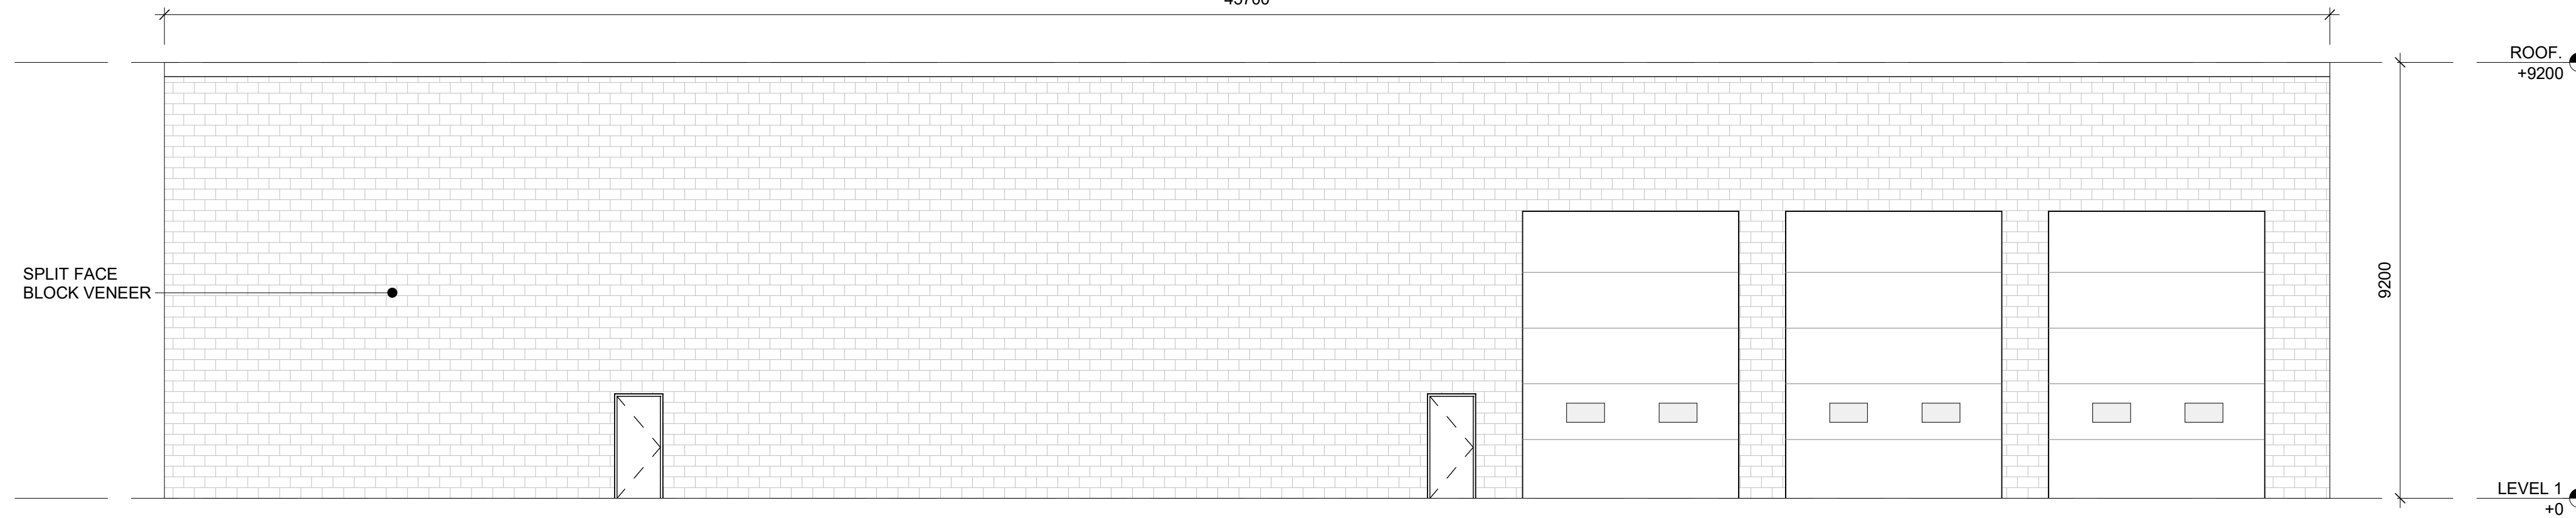 ROOF.
+9200
SPLIT FACE
BLOCK VENEER
9200
LEVEL 1
+0